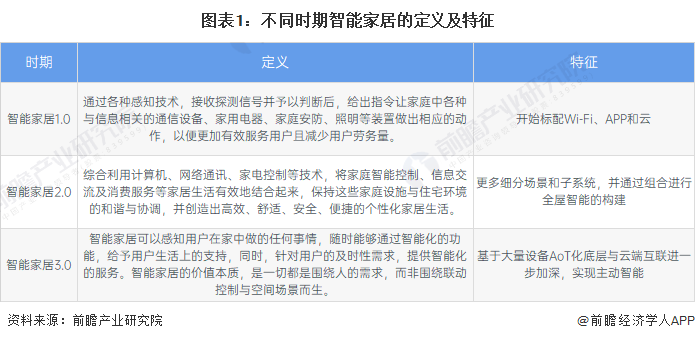 图表1：不同时期智能家居的定义及特征
时期
定义
特征
智能家居1.0
通过各种感知技术，接收探测信号并予以判断后，给出指令让家庭中各种
与信息相关的通信设备、家用电器、家庭安防、照明等装置做出相应的动
作，以便更加有效服务用户且减少用户劳务量。
开始标配Wi-Fi、APP和云
智能家居2.0
综合利用计算机、网络通讯、家电控制等技术，将家庭智能控制、信息交
流及消费服务等家居生活有效地结合起来，保持这些家庭设施与住宅环境
的和谐与协调，并创造出高效、舒适、安全、便捷的个性化家居生活。
更多细分场景和子系统，并通过组合进行
全屋智能的构建
智能家居3.0
智能家居可以感知用户在家中做的任何事情，随时能够通过智能化的功
能，给予用户生活上的支持，同时，针对用户的及时性需求，提供智能化
的服务。智能家居的价值本质，是一切都是围绕人的需求，而非围绕联动
控制与空间场景而生。
基于大量设备AoT化底层与云端互联进一
步加深，实现主动智能
资料来源：前瞻产业研究院
@前瞻经济学人APP
前瞻产业研究院